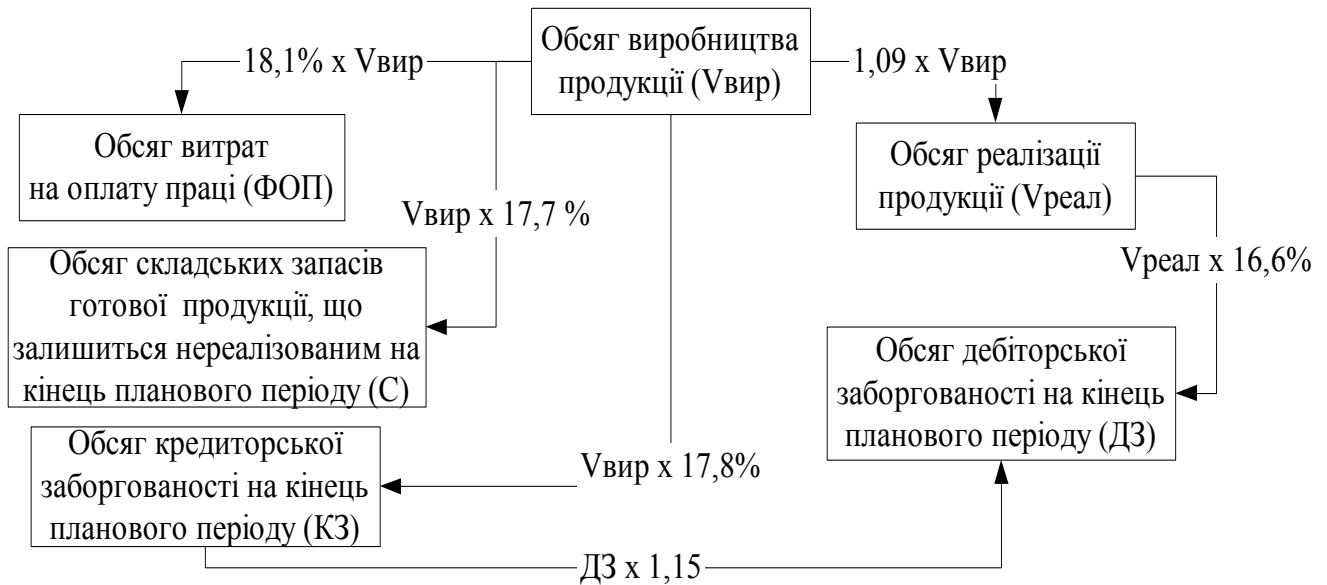 Обсяг виробництва
продукції (Vвир)
18,1% x Vвир
1,09 x Vвир
Обсяг витрат
на оплату праці (ФОП)
Обсяг реалізації
продукції (Vреал)
Vвир x 17,7 %
Обсяг складських запасів
готової продукції, що
залишиться нереалізованим на
кінець планового періоду (С)
Vреал x 16,6%
Обсяг дебіторської
заборгованості на кінець
планового періоду (ДЗ)
Обсяг кредиторської
заборгованості на кінець
планового періоду (КЗ)
Vвир x 17,8%
ДЗ x 1,15